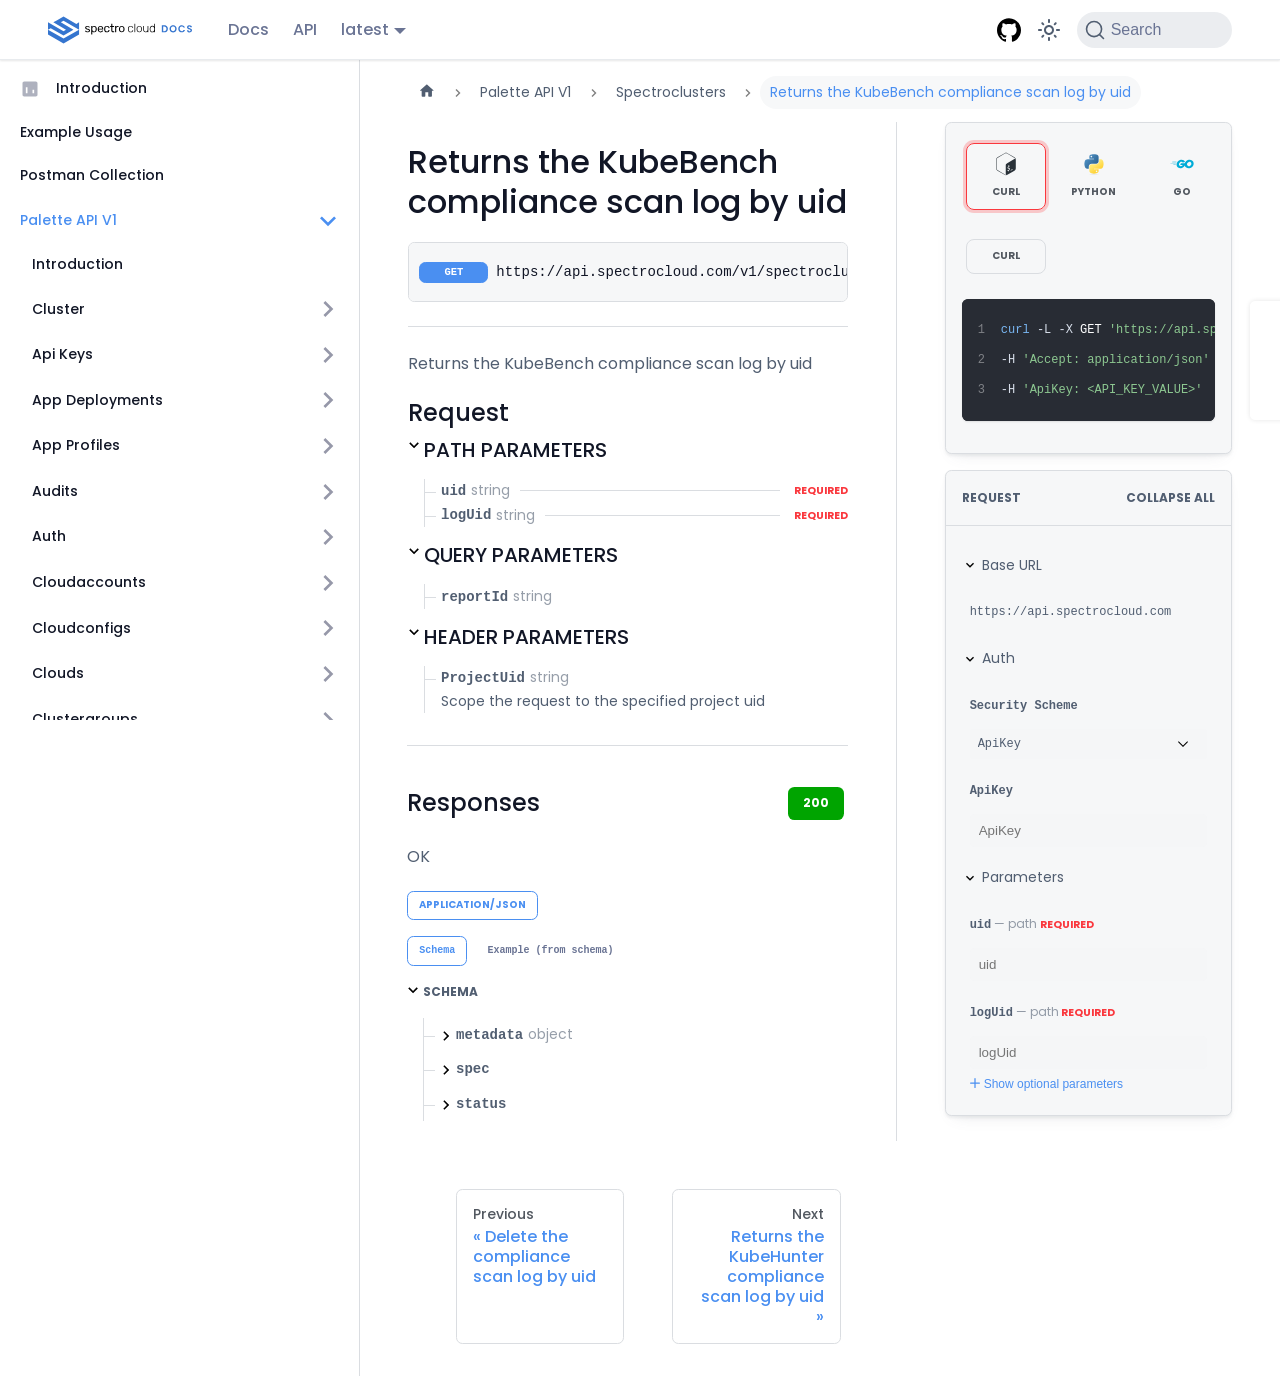 spectro cloud DOCS
Docs
API
latest
Search
Introduction
Example Usage
Postman Collection
Palette API V1
Introduction
Cluster
Api Keys
App Deployments
App Profiles
Audits
Auth
Cloudaccounts
Cloudconfigs
Clouds
Clustergroups
Palette API V1
Spectroclusters
Returns the KubeBench compliance scan log by uid
Returns the KubeBench
compliance scan log by uid
GET https://api.spectrocloud.com/v1/spectroclu
Returns the KubeBench compliance scan log by uid
Request
PATH PARAMETERS
uid string REQUIRED
logUid string REQUIRED
QUERY PARAMETERS
reportId string
HEADER PARAMETERS
ProjectUid string
Scope the request to the specified project uid
Responses
200
OK
APPLICATION/JSON
Schema
Example (from schema)
SCHEMA
metadata object
spec
status
CURL
PYTHON
GO
CURL
1 curl -L -X GET 'https://api.sp
2 -H 'Accept: application/json'
3 -H 'ApiKey: <API_KEY_VALUE>'
REQUEST
COLLAPSE ALL
Base URL
https://api.spectrocloud.com
Auth
Security Scheme
ApiKey
ApiKey
ApiKey
Parameters
uid — path REQUIRED
uid
logUid — path REQUIRED
logUid
Show optional parameters
Previous
« Delete the
compliance
scan log by uid
Next
Returns the
KubeHunter
compliance
scan log by uid
»